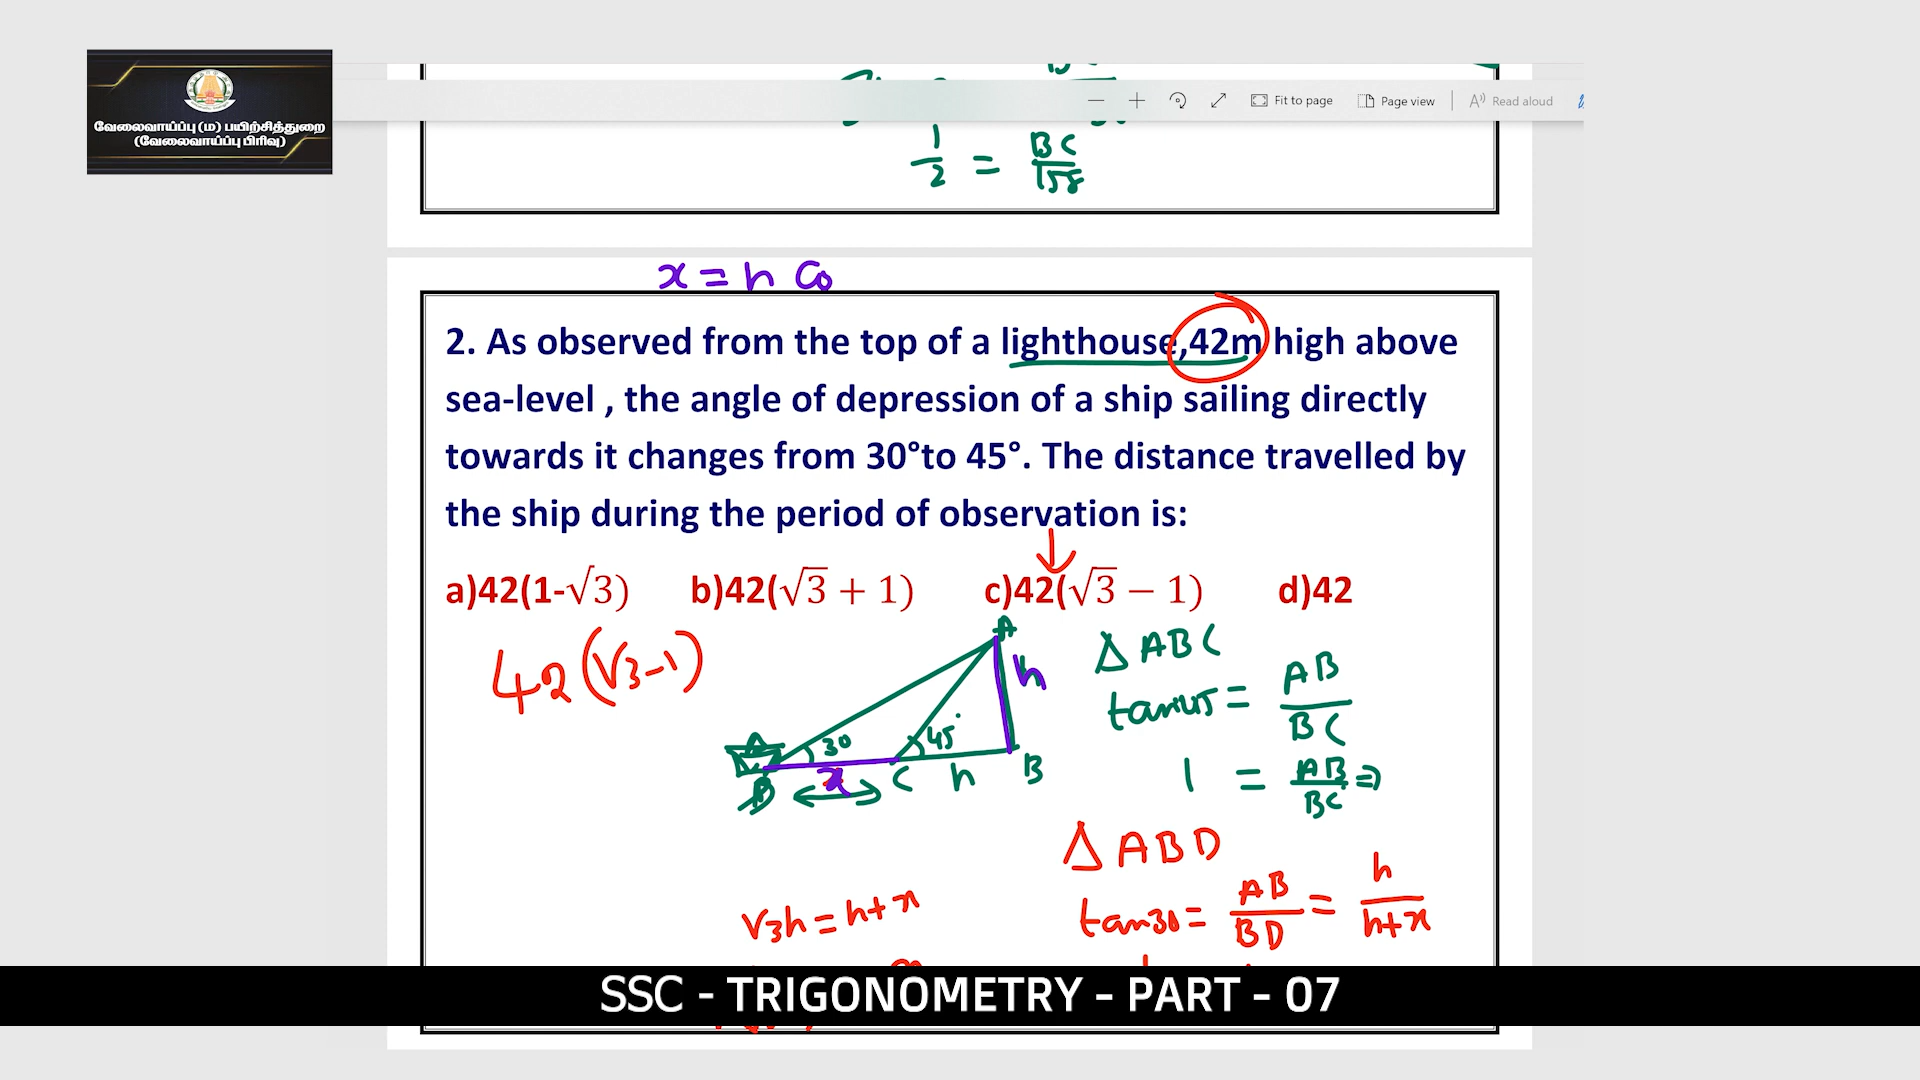 வேலைவாய்ப்பு (ம) பயிற்சித்துறை
(வேலைவாய்ப்பு பிரிவு)
Fit to page
Page view
Read aloud
1/2 = BC/158
x = h Co
2. As observed from the top of a lighthouse,42m high above
sea-level , the angle of depression of a ship sailing directly
towards it changes from 30°to 45°. The distance travelled by
the ship during the period of observation is:
a)42(1-√3) b)42(√3 + 1) c)42(√3 − 1) d)42
42(√3-1)
A
h
30
45°
x
C
h
B
D
Δ ABC
tan45 = AB/BC
1 = AB/BC ⇒
Δ ABD
tan30 = AB/BD = h/h+x
√3h = h+x
SSC - TRIGONOMETRY - PART - 07